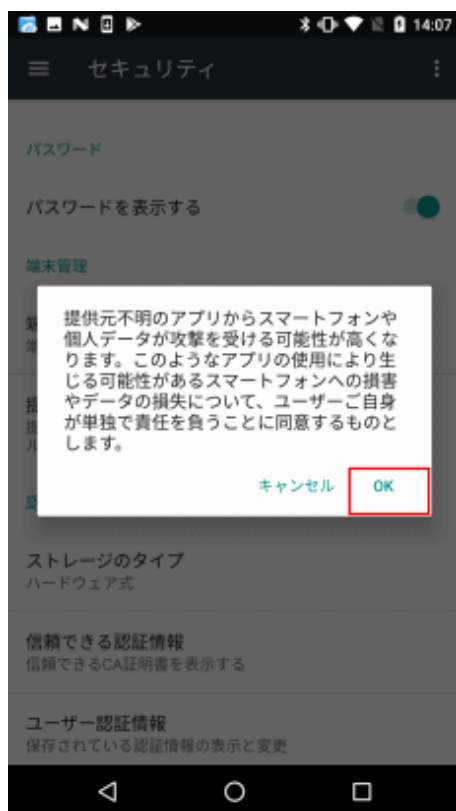 14:07
セキュリティ
パスワード
パスワードを表示する
端末管理
提供元不明のアプリからスマートフォンや
個人データが攻撃を受ける可能性が高くな
ります。このようなアプリの使用により生
じる可能性があるスマートフォンへの損害
やデータの損失について、ユーザーご自身
が単独で責任を負うことに同意するものと
します。
キャンセル OK
ストレージのタイプ
ハードウェア式
信頼できる認証情報
信頼できるCA証明書を表示する
ユーザー認証情報
保存されている認証情報の表示と変更